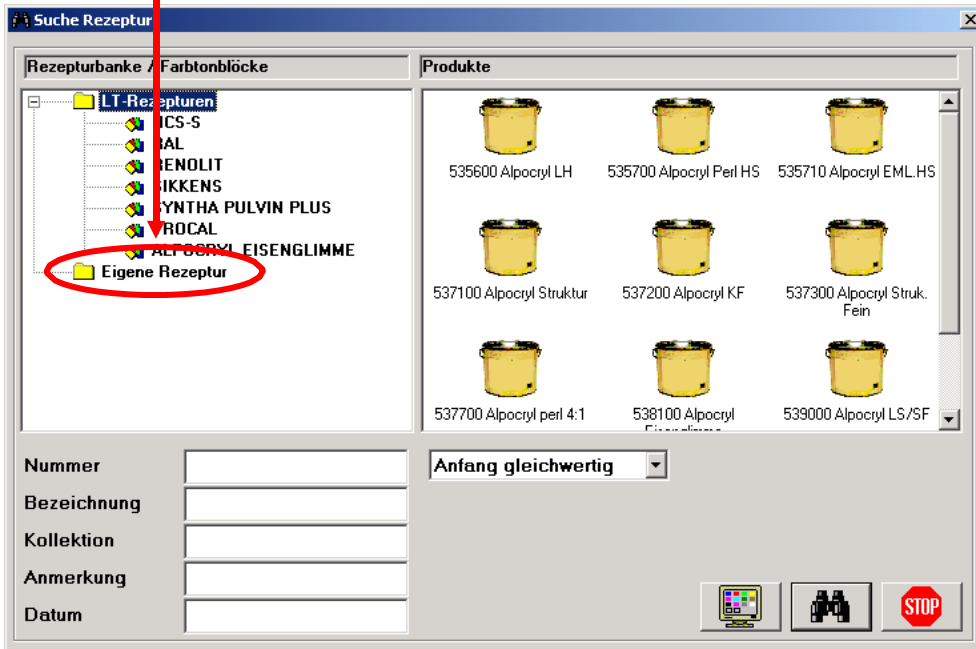 Suche Rezeptur
Rezepturbanke / Farbtonblöcke
Produkte
LT-Rezepturen
NCS-S
RAL
RENOLIT
SIKKENS
SYNTHA PULVIN PLUS
ALPOCRYL EISENGLIMME
Eigene Rezeptur
535600 Alpocryl LH
535700 Alpocryl Perl HS
535710 Alpocryl EML.HS
537100 Alpocryl Struktur
537200 Alpocryl KF
537300 Alpocryl Struk.
Fein
537700 Alpocryl perl 4:1
538100 Alpocryl
539000 Alpocryl LS/SF
Nummer
Anfang gleichwertig
Bezeichnung
Kollektion
Anmerkung
Datum
STOP